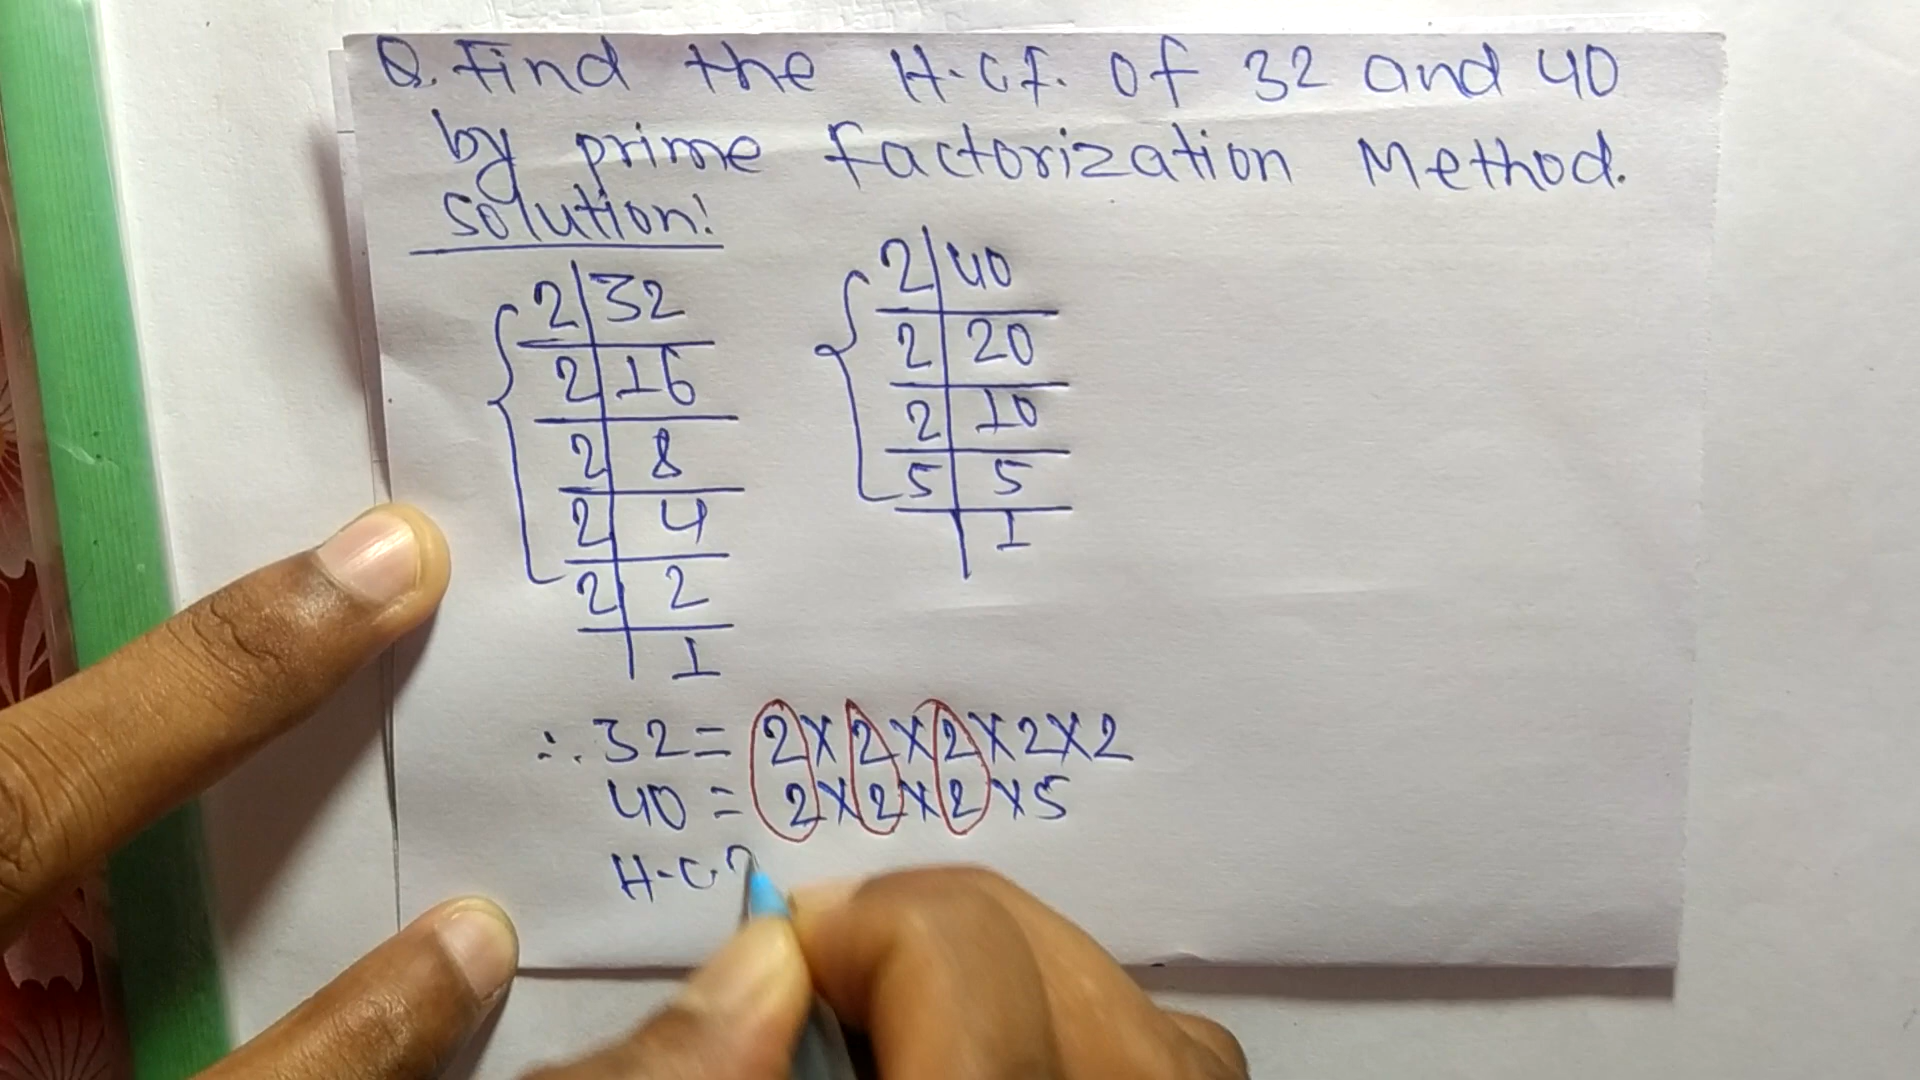 Q. Find the H.C.F. of 32 and 40
by prime factorization Method.
Solution:
2 32
2 16
2 8
2 4
2 2
1
2 40
2 20
2 10
5 5
1
∴ 32 = 2×2×2×2×2
40 = 2×2×2×5
H.C.